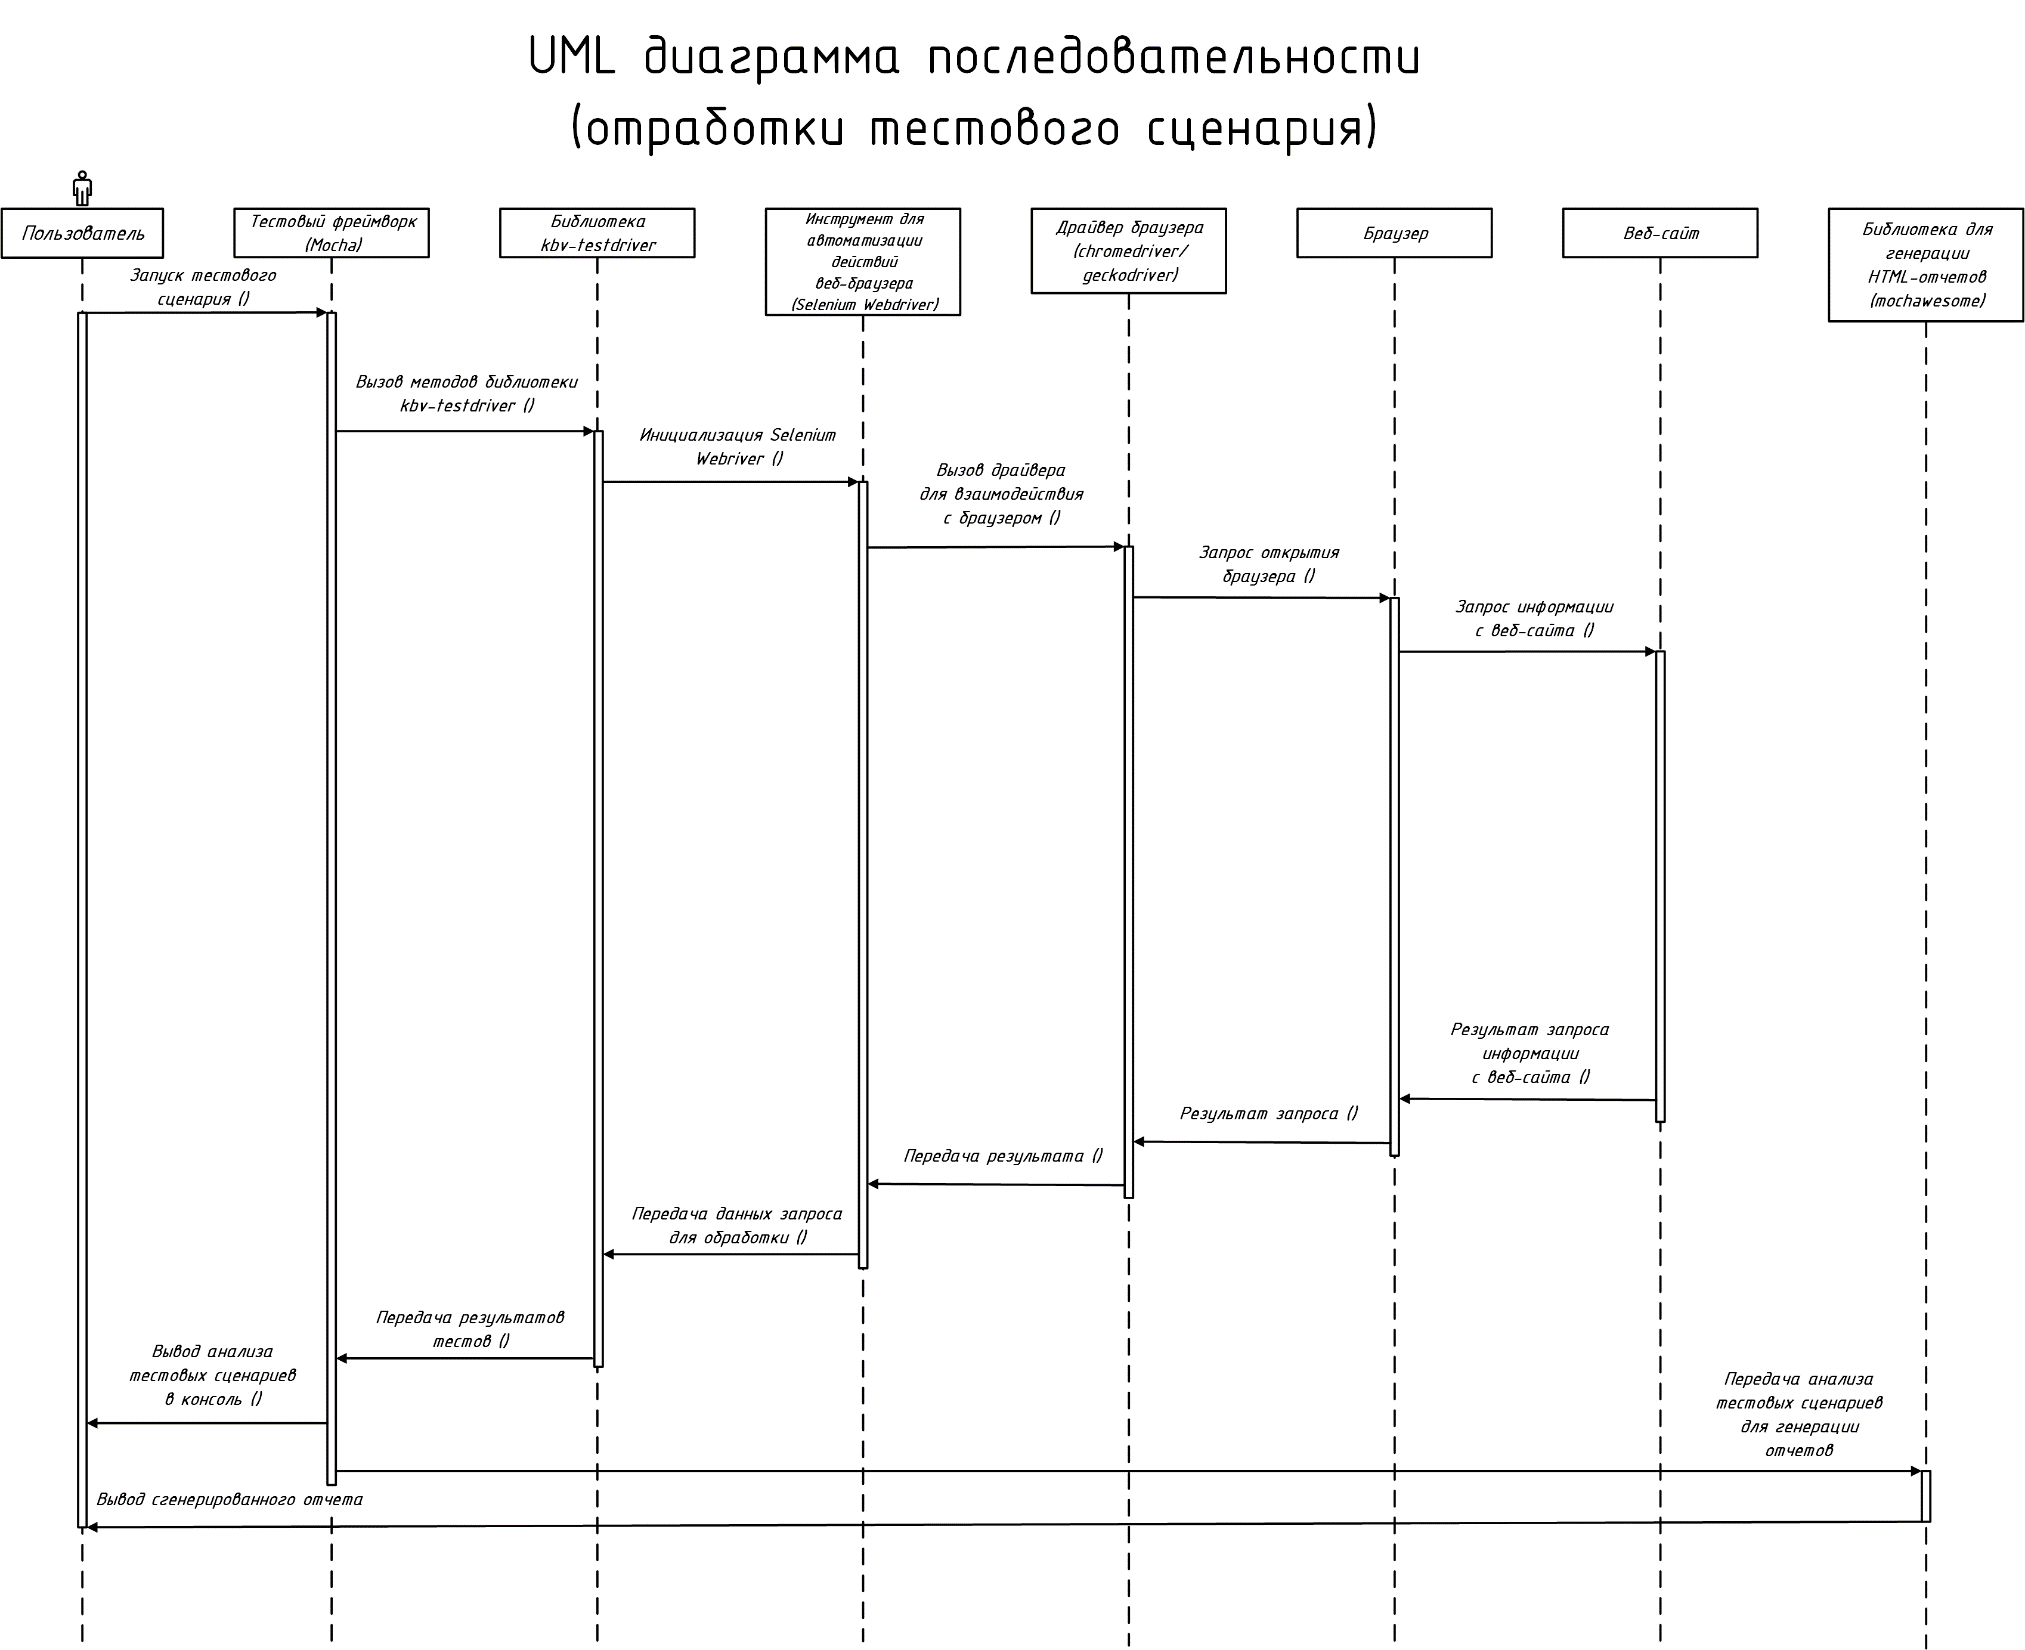 UML диаграмма последовательности
(отработки тестового сценария)
Пользователь
Тестовый фреймворк
(Mocha)
Библиотека
kbv-testdriver
Инструмент для
автоматизации
действий
веб-браузера
(Selenium Webdriver)
Драйвер браузера
(chromedriver/
geckodriver)
Браузер
Веб-сайт
Библиотека для
генерации
HTML-отчетов
(mochawesome)
Запуск тестового
сценария ()
Вызов методов библиотеки
kbv-testdriver ()
Инициализация Selenium
Webriver ()
Вызов драйвера
для взаимодействия
с браузером ()
Запрос открытия
браузера ()
Запрос информации
с веб-сайта ()
Результат запроса
информации
с веб-сайта ()
Результат запроса ()
Передача результата ()
Передача данных запроса
для обработки ()
Передача результатов
тестов ()
Вывод анализа
тестовых сценариев
в консоль ()
Передача анализа
тестовых сценариев
для генерации
отчетов
Вывод сгенерированного отчета